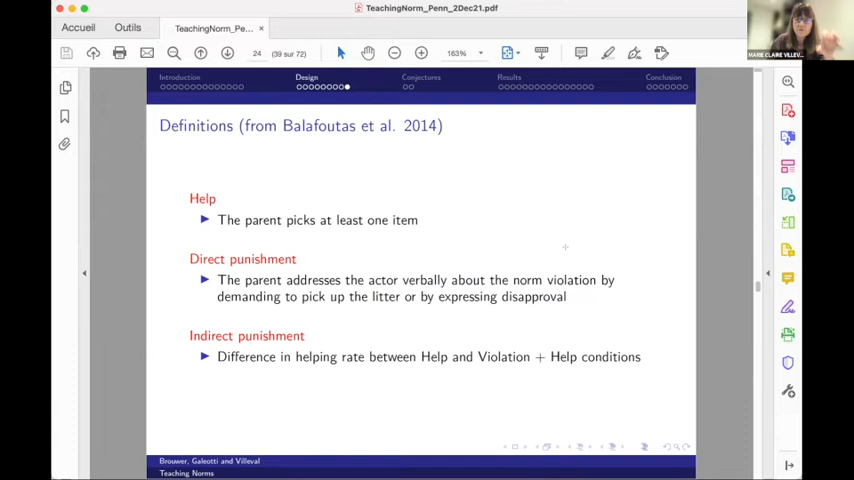 TeachingNorm_Penn_2Dec21.pdf
Accueil Outils TeachingNorm_Pe...
24 (39 sur 72) 163%
Introduction Design Conjectures Results Conclusion
Definitions (from Balafoutas et al. 2014)
Help
The parent picks at least one item
Direct punishment
The parent addresses the actor verbally about the norm violation by
demanding to pick up the litter or by expressing disapproval
Indirect punishment
Difference in helping rate between Help and Violation + Help conditions
Brouwer, Galeotti and Villeval
Teaching Norms
MARIE CLAIRE VILLEV...